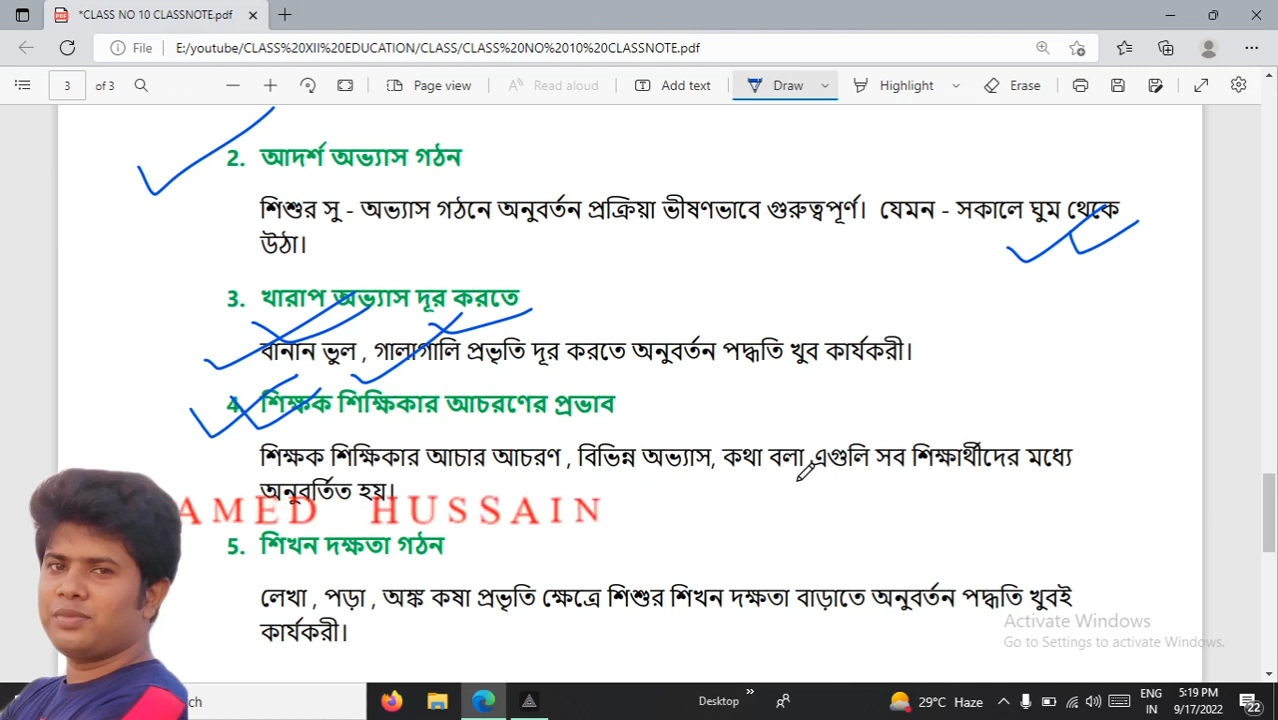 *CLASS NO 10 CLASSNOTE.pdf
File E:/youtube/CLASS%20XII%20EDUCATION/CLASS/CLASS%20NO%2010%20CLASSNOTE.pdf
3 of 3 Page view Read aloud Add text Draw Highlight Erase
2. আদর্শ অভ্যাস গঠন
শিশুর সু - অভ্যাস গঠনে অনুবর্তন প্রক্রিয়া ভীষণভাবে গুরুত্বপূর্ণ। যেমন - সকালে ঘুম থেকে
উঠা।
3. খারাপ অভ্যাস দূর করতে
বানান ভুল , গালাগালি প্রভৃতি দূর করতে অনুবর্তন পদ্ধতি খুব কার্যকরী।
4. শিক্ষক শিক্ষিকার আচরণের প্রভাব
শিক্ষক শিক্ষিকার আচার আচরণ , বিভিন্ন অভ্যাস, কথা বলা এগুলি সব শিক্ষার্থীদের মধ্যে
অনুবর্তিত হয়।
AMED HUSSAIN
5. শিখন দক্ষতা গঠন
লেখা , পড়া , অঙ্ক কষা প্রভৃতি ক্ষেত্রে শিশুর শিখন দক্ষতা বাড়াতে অনুবর্তন পদ্ধতি খুবই
কার্যকরী।
Activate Windows
Go to Settings to activate Windows.
rch Desktop 29°C Haze ENG IN 5:19 PM 9/17/2022 22